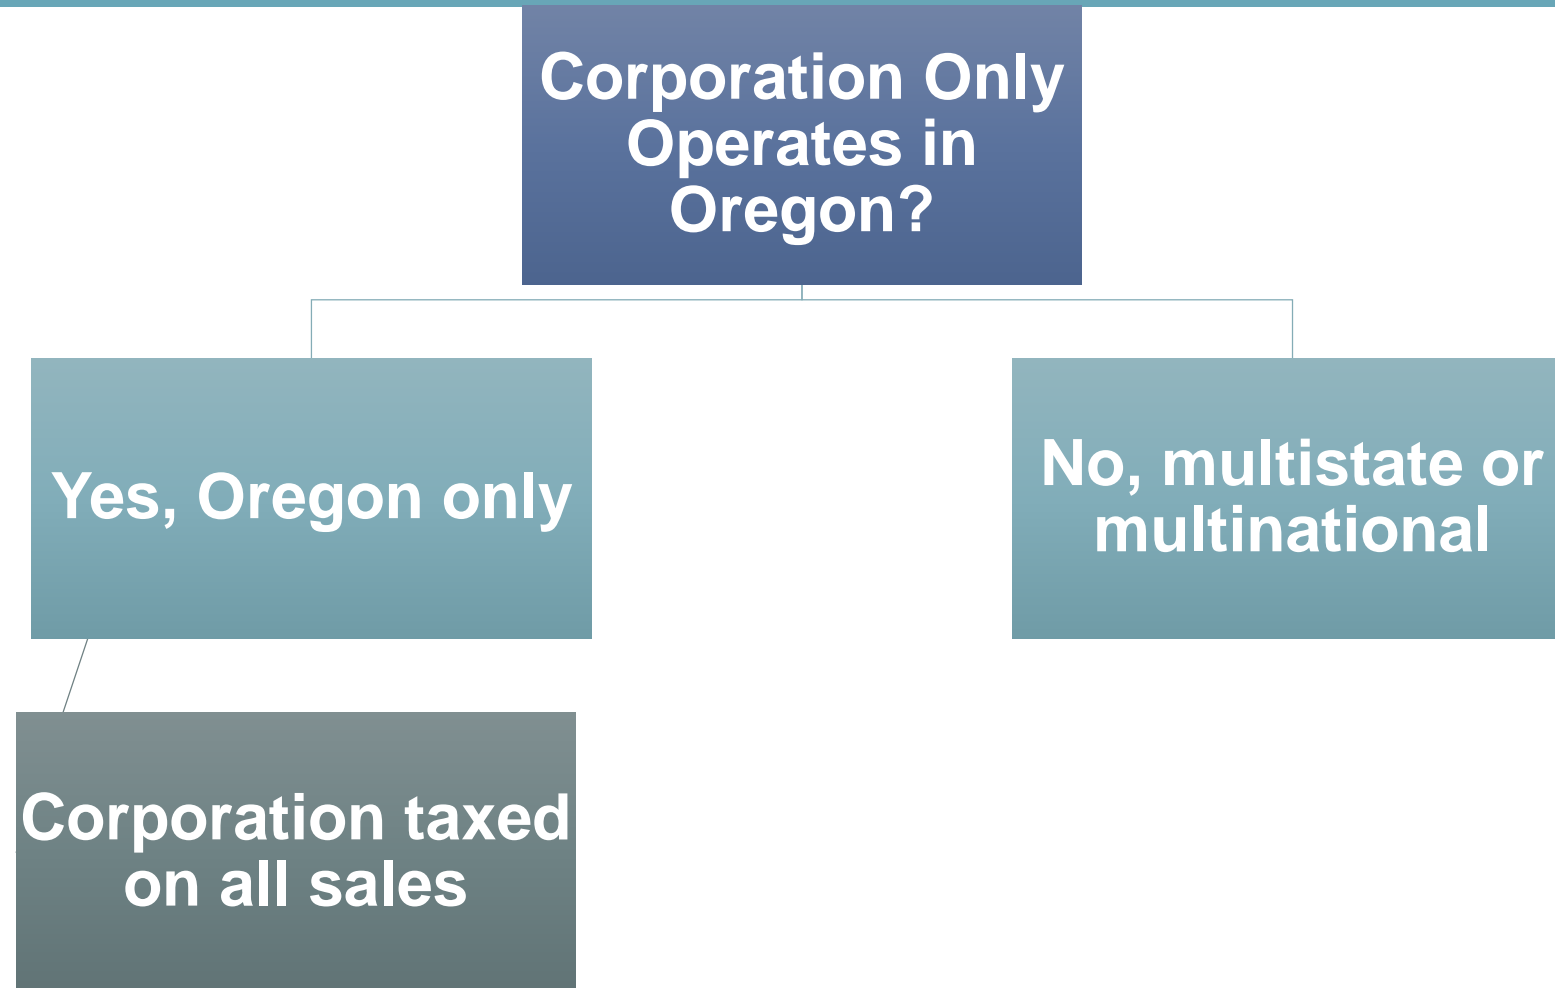 Corporation Only
Operates in
Oregon?
Yes, Oregon only
No, multistate or
multinational
Corporation taxed
on all sales